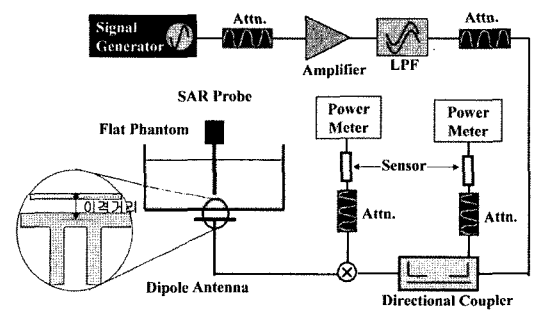 Signal
Generator
Attn.
Amplifier
LPF
Attn.
SAR Probe
Flat Phantom
Power
Meter
Power
Meter
Sensor
Attn.
Attn.
이격거리
Dipole Antenna
Directional Coupler